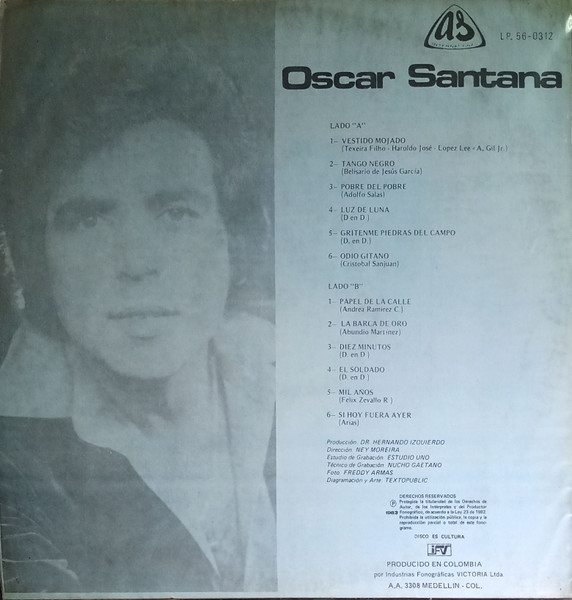 as
INTERNATIONAL
LP. 56-0312
Oscar Santana
LADO "A"
1- VESTIDO MOJADO
(Texeira Filho - Haroldo José - Lopez Lee - A, Gil Jr.)
2- TANGO NEGRO
(Belisario de Jesús García)
3- POBRE DEL POBRE
(Adolfo Salas)
4- LUZ DE LUNA
(D en D)
5- GRITENME PIEDRAS DEL CAMPO
(D. en D.)
6- ODIO GITANO
(Cristobal Sanjuan)
LADO "B"
1- PAPEL DE LA CALLE
(Andrea Ramírez C.)
2- LA BARCA DE ORO
(Abundio Martínez)
3- DIEZ MINUTOS
(D. en D.)
4- EL SOLDADO
(D. en D.)
5- MIL AÑOS
(Felix Zevallo R.)
6- SI HOY FUERA AYER
(Arias)
Producción: DR. HERNANDO IZQUIERDO
Dirección: NEY MOREIRA
Estudio de Grabación: ESTUDIO UNO
Técnico de Grabación: NUCHO GAETANO
Foto: FREDDY ARMAS
Diagramación y Arte: TEXTOPUBLIC
DERECHOS RESERVADOS
Ⓟ Protegida la titularidad de los Derechos de
Autor, de los Intérpretes y del Productor
1983 Fonográfico, de acuerdo a la Ley 23 de 1982.
Prohibida la utilización pública, la copia y la
reproducción parcial o total de este fono-
grama.
DISCO ES CULTURA
IFV
PRODUCIDO EN COLOMBIA
por Industrias Fonográficas VICTORIA Ltda.
A.A. 3308 MEDELLIN - COL.